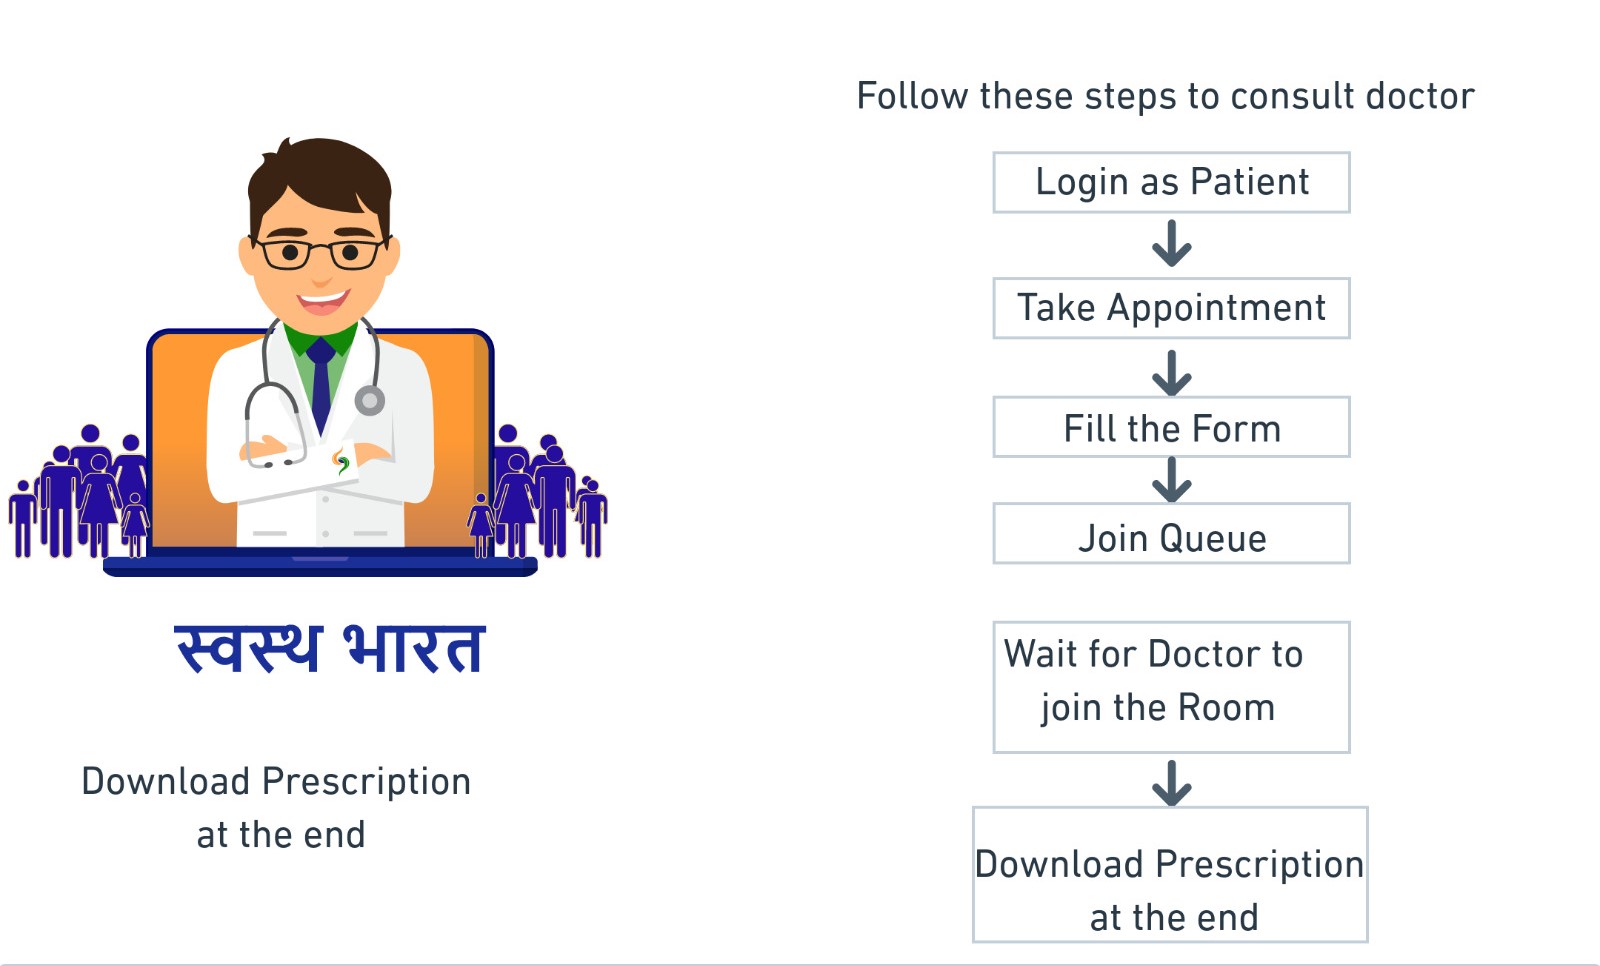 Follow these steps to consult doctor
Login as Patient
Take Appointment
Fill the Form
Join Queue
Wait for Doctor to
join the Room
Download Prescription
at the end
स्वस्थ भारत
Download Prescription
at the end